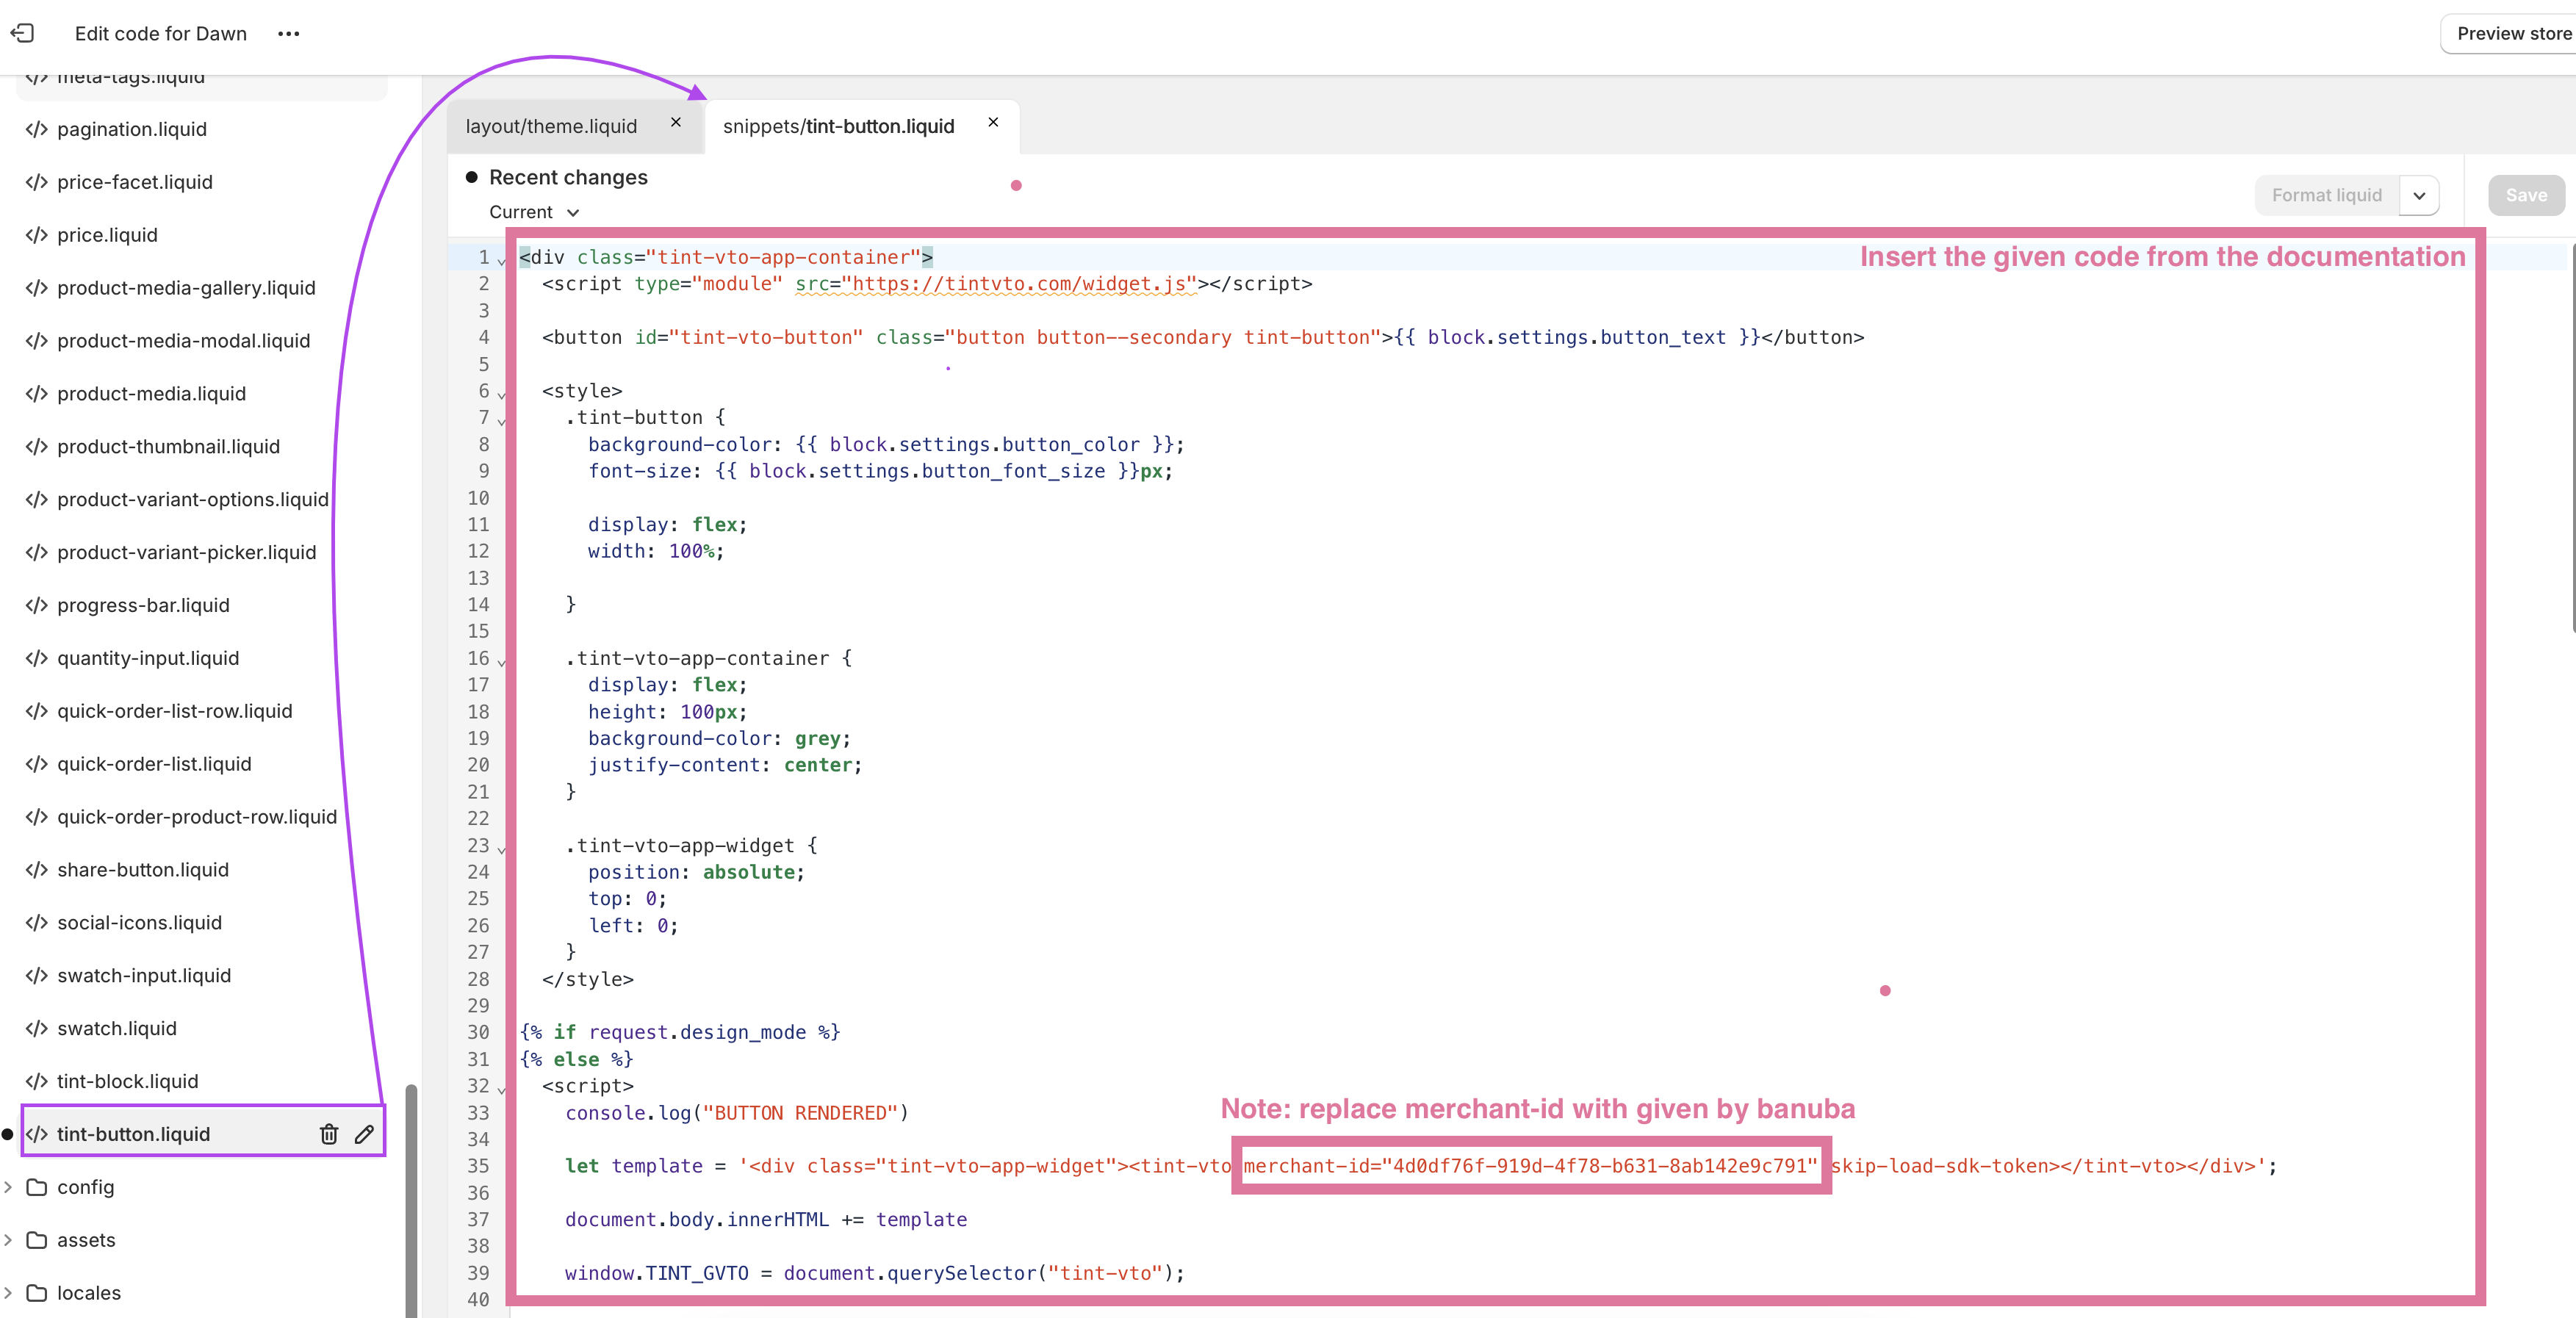 Edit code for Dawn
Preview store
meta-tags.liquid
pagination.liquid
price-facet.liquid
price.liquid
product-media-gallery.liquid
product-media-modal.liquid
product-media.liquid
product-thumbnail.liquid
product-variant-options.liquid
product-variant-picker.liquid
progress-bar.liquid
quantity-input.liquid
quick-order-list-row.liquid
quick-order-list.liquid
quick-order-product-row.liquid
share-button.liquid
social-icons.liquid
swatch-input.liquid
swatch.liquid
tint-block.liquid
tint-button.liquid
config
assets
locales
layout/theme.liquid
snippets/tint-button.liquid
Recent changes
Current
Format liquid
Save
Insert the given code from the documentation
1 <div class="tint-vto-app-container">
2 <script type="module" src="https://tintvto.com/widget.js"></script>
3
4 <button id="tint-vto-button" class="button button--secondary tint-button">{{ block.settings.button_text }}</button>
5
6 <style>
7 .tint-button {
8 background-color: {{ block.settings.button_color }};
9 font-size: {{ block.settings.button_font_size }}px;
10
11 display: flex;
12 width: 100%;
13
14 }
15
16 .tint-vto-app-container {
17 display: flex;
18 height: 100px;
19 background-color: grey;
20 justify-content: center;
21 }
22
23 .tint-vto-app-widget {
24 position: absolute;
25 top: 0;
26 left: 0;
27 }
28 </style>
29
30 {% if request.design_mode %}
31 {% else %}
32 <script>
33 console.log("BUTTON RENDERED")
Note: replace merchant-id with given by banuba
34
35 let template = '<div class="tint-vto-app-widget"><tint-vto merchant-id="4d0df76f-919d-4f78-b631-8ab142e9c791" skip-load-sdk-token></tint-vto></div>';
36
37 document.body.innerHTML += template
38
39 window.TINT_GVTO = document.querySelector("tint-vto");
40